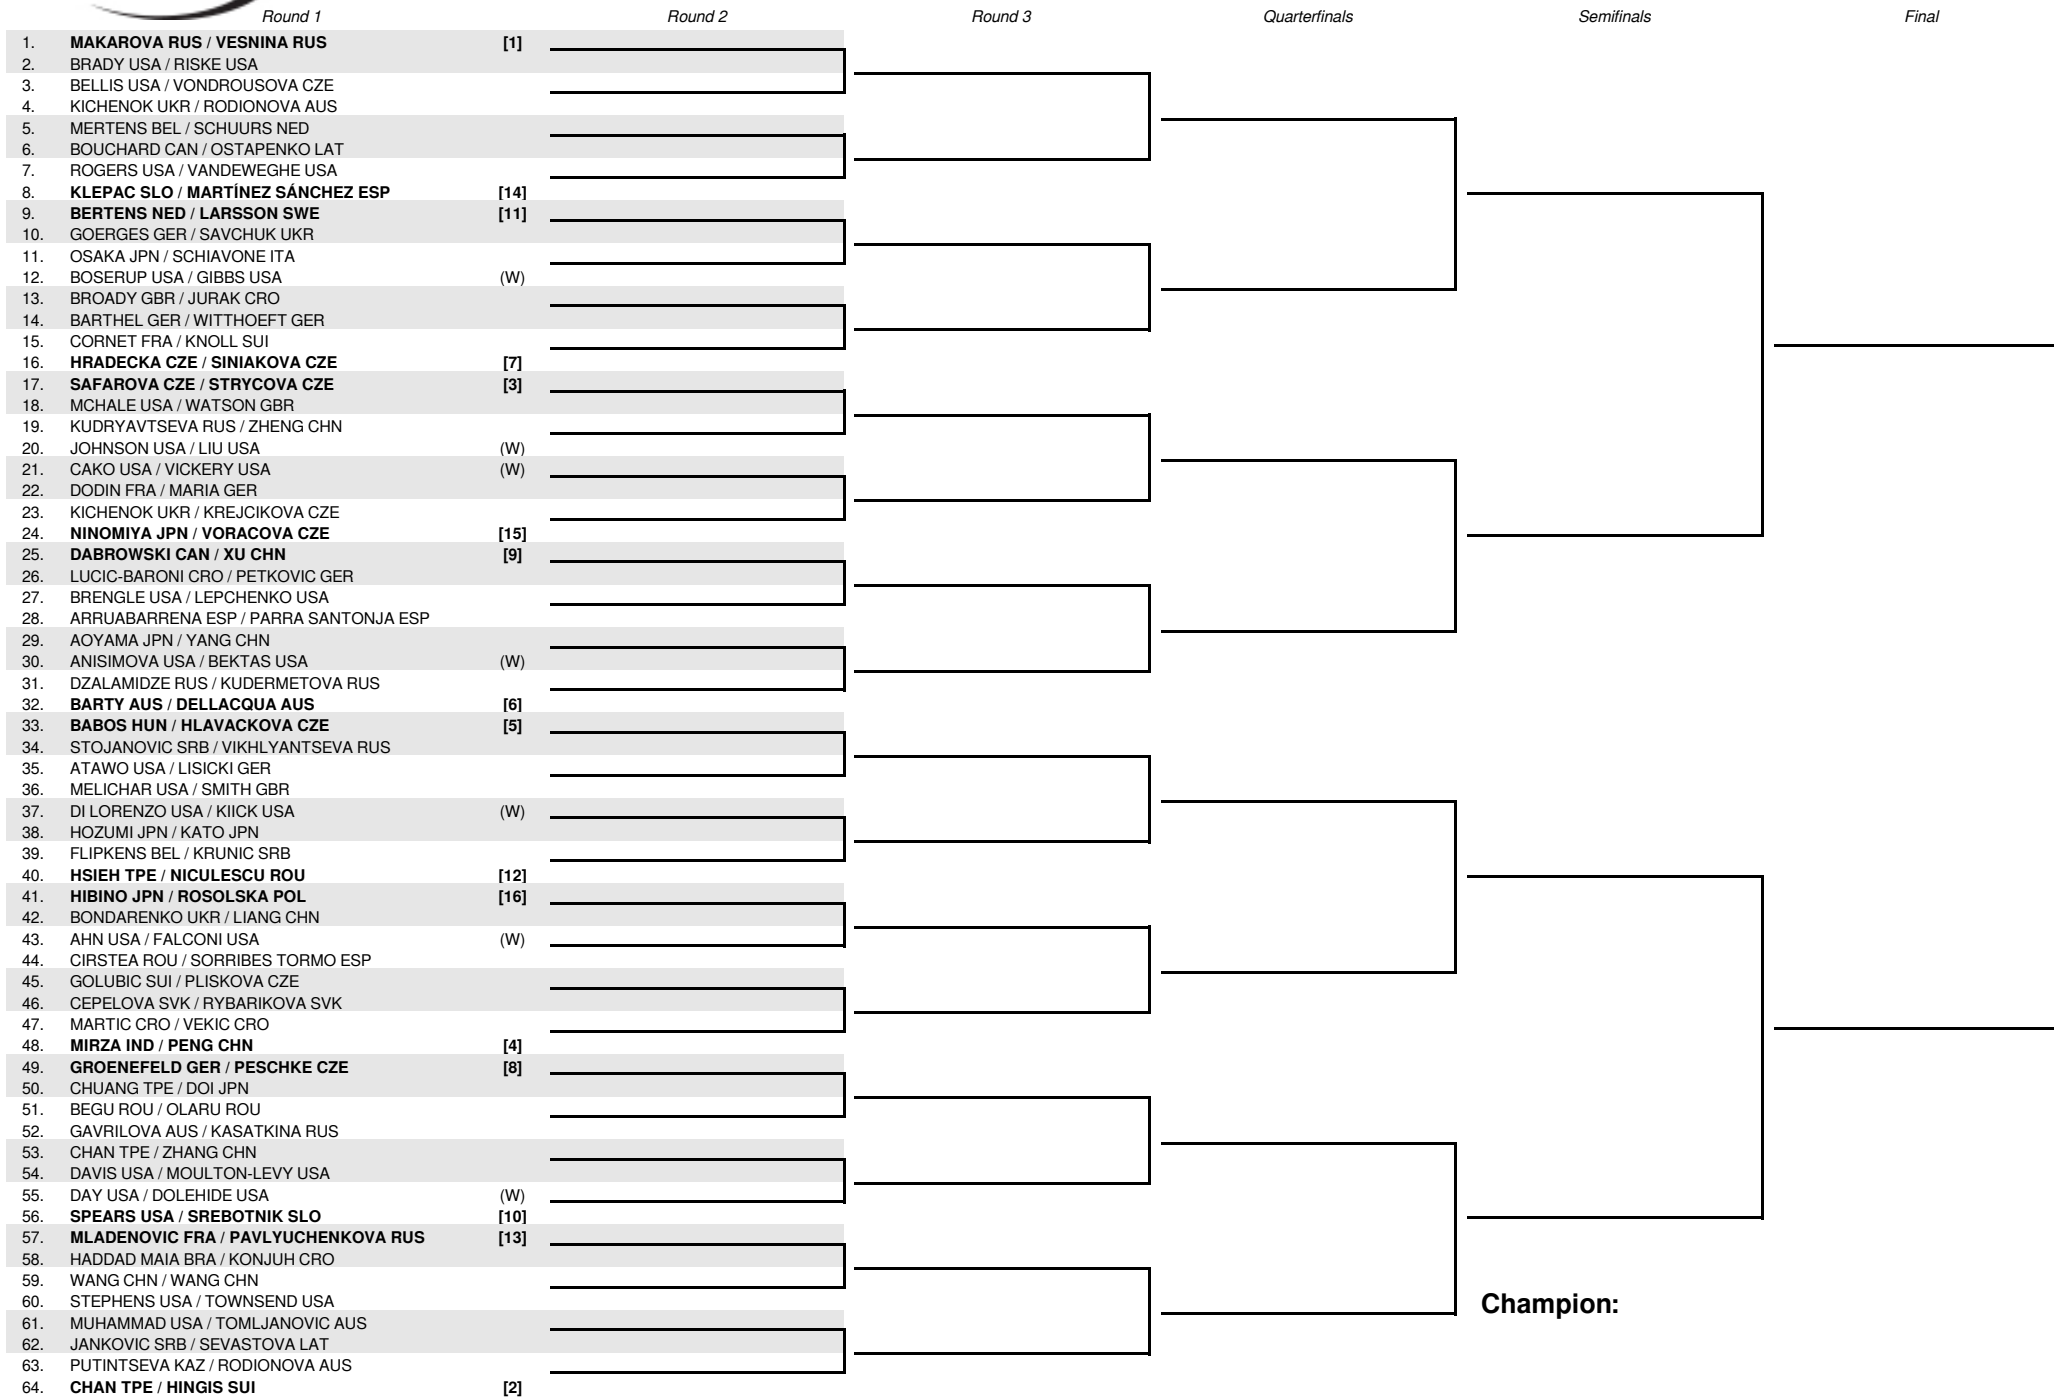 Round 1 Round 2 Round 3 Quarterfinals Semifinals Final
1. MAKAROVA RUS / VESNINA RUS [1]
2. BRADY USA / RISKE USA
3. BELLIS USA / VONDROUSOVA CZE
4. KICHENOK UKR / RODIONOVA AUS
5. MERTENS BEL / SCHUURS NED
6. BOUCHARD CAN / OSTAPENKO LAT
7. ROGERS USA / VANDEWEGHE USA
8. KLEPAC SLO / MARTÍNEZ SÁNCHEZ ESP [14]
9. BERTENS NED / LARSSON SWE [11]
10. GOERGES GER / SAVCHUK UKR
11. OSAKA JPN / SCHIAVONE ITA
12. BOSERUP USA / GIBBS USA (W)
13. BROADY GBR / JURAK CRO
14. BARTHEL GER / WITTHOEFT GER
15. CORNET FRA / KNOLL SUI
16. HRADECKA CZE / SINIAKOVA CZE [7]
17. SAFAROVA CZE / STRYCOVA CZE [3]
18. MCHALE USA / WATSON GBR
19. KUDRYAVTSEVA RUS / ZHENG CHN
20. JOHNSON USA / LIU USA (W)
21. CAKO USA / VICKERY USA (W)
22. DODIN FRA / MARIA GER
23. KICHENOK UKR / KREJCIKOVA CZE
24. NINOMIYA JPN / VORACOVA CZE [15]
25. DABROWSKI CAN / XU CHN [9]
26. LUCIC-BARONI CRO / PETKOVIC GER
27. BRENGLE USA / LEPCHENKO USA
28. ARRUABARRENA ESP / PARRA SANTONJA ESP
29. AOYAMA JPN / YANG CHN
30. ANISIMOVA USA / BEKTAS USA (W)
31. DZALAMIDZE RUS / KUDERMETOVA RUS
32. BARTY AUS / DELLACQUA AUS [6]
33. BABOS HUN / HLAVACKOVA CZE [5]
34. STOJANOVIC SRB / VIKHLYANTSEVA RUS
35. ATAWO USA / LISICKI GER
36. MELICHAR USA / SMITH GBR
37. DI LORENZO USA / KIICK USA (W)
38. HOZUMI JPN / KATO JPN
39. FLIPKENS BEL / KRUNIC SRB
40. HSIEH TPE / NICULESCU ROU [12]
41. HIBINO JPN / ROSOLSKA POL [16]
42. BONDARENKO UKR / LIANG CHN
43. AHN USA / FALCONI USA (W)
44. CIRSTEA ROU / SORRIBES TORMO ESP
45. GOLUBIC SUI / PLISKOVA CZE
46. CEPELOVA SVK / RYBARIKOVA SVK
47. MARTIC CRO / VEKIC CRO
48. MIRZA IND / PENG CHN [4]
49. GROENEFELD GER / PESCHKE CZE [8]
50. CHUANG TPE / DOI JPN
51. BEGU ROU / OLARU ROU
52. GAVRILOVA AUS / KASATKINA RUS
53. CHAN TPE / ZHANG CHN
54. DAVIS USA / MOULTON-LEVY USA
55. DAY USA / DOLEHIDE USA (W)
56. SPEARS USA / SREBOTNIK SLO [10]
57. MLADENOVIC FRA / PAVLYUCHENKOVA RUS [13]
58. HADDAD MAIA BRA / KONJUH CRO
59. WANG CHN / WANG CHN
60. STEPHENS USA / TOWNSEND USA
Champion:
61. MUHAMMAD USA / TOMLJANOVIC AUS
62. JANKOVIC SRB / SEVASTOVA LAT
63. PUTINTSEVA KAZ / RODIONOVA AUS
64. CHAN TPE / HINGIS SUI [2]